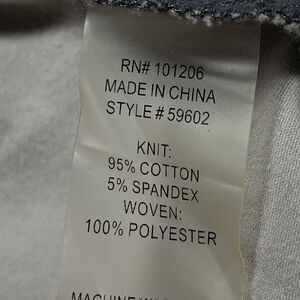 RN# 101206
MADE IN CHINA
STYLE # 59602
KNIT:
95% COTTON
5% SPANDEX
WOVEN:
100% POLYESTER